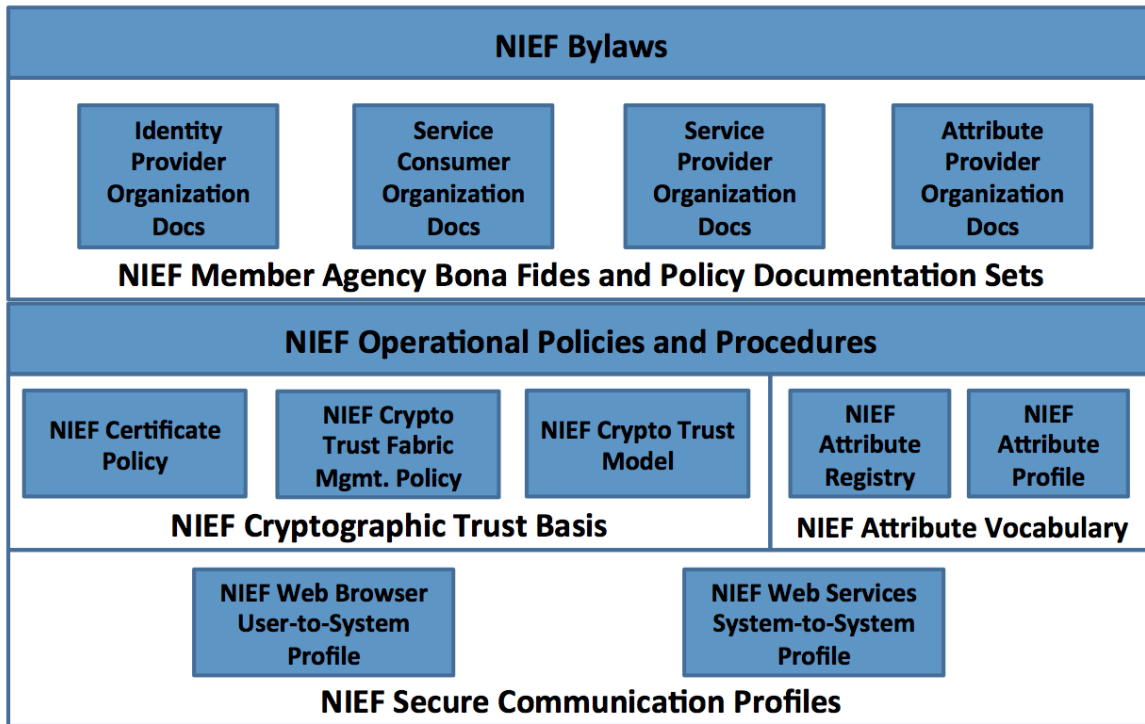 NIEF Bylaws
Identity
Provider
Organization
Docs
Service
Consumer
Organization
Docs
Service
Provider
Organization
Docs
Attribute
Provider
Organization
Docs
NIEF Member Agency Bona Fides and Policy Documentation Sets
NIEF Operational Policies and Procedures
NIEF Certificate
Policy
NIEF Crypto
Trust Fabric
Mgmt. Policy
NIEF Crypto Trust
Model
NIEF Cryptographic Trust Basis
NIEF
Attribute
Registry
NIEF
Attribute
Profile
NIEF Attribute Vocabulary
NIEF Web Browser
User-to-System
Profile
NIEF Web Services
System-to-System
Profile
NIEF Secure Communication Profiles